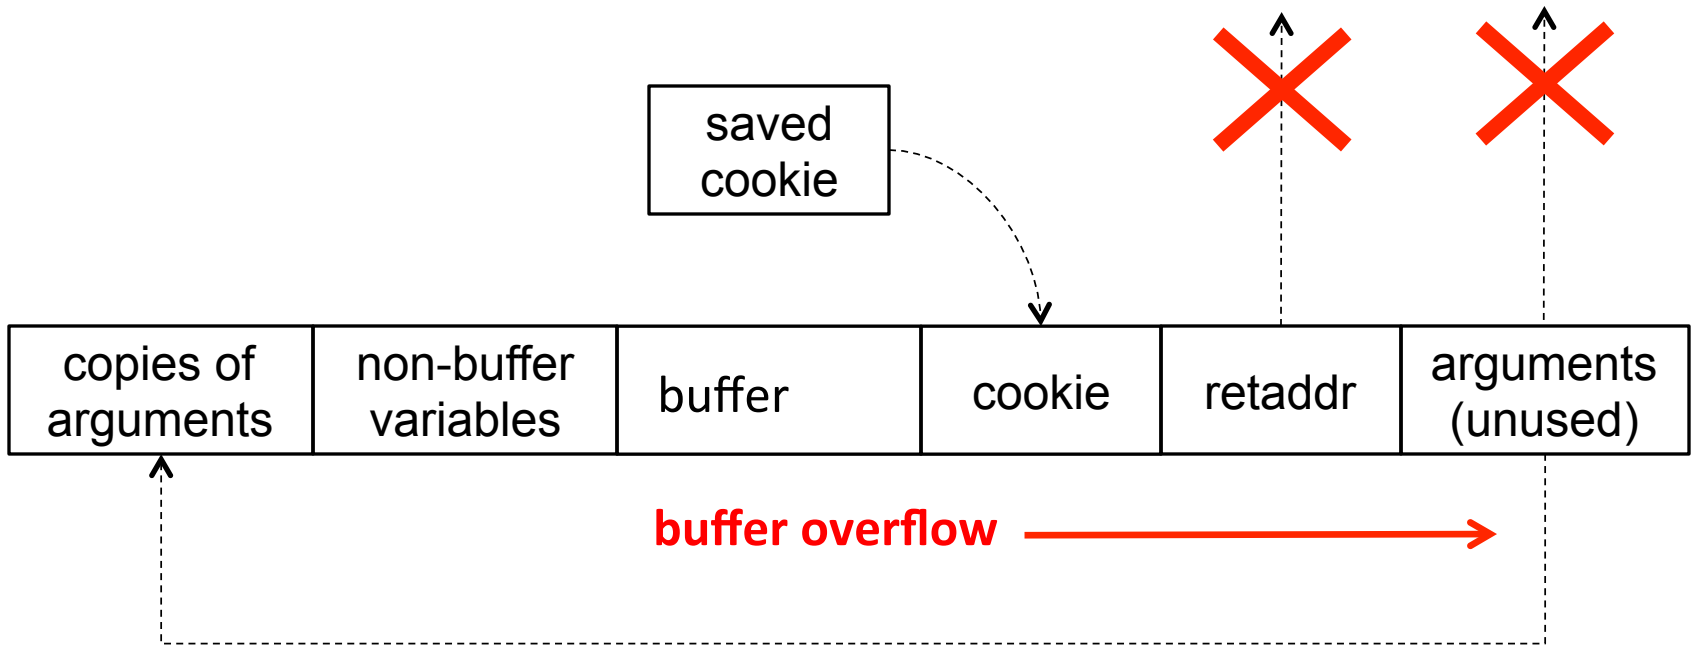 saved
cookie
copies of
arguments
non-buffer
variables
buffer
cookie
retaddr
arguments
(unused)
buffer overflow